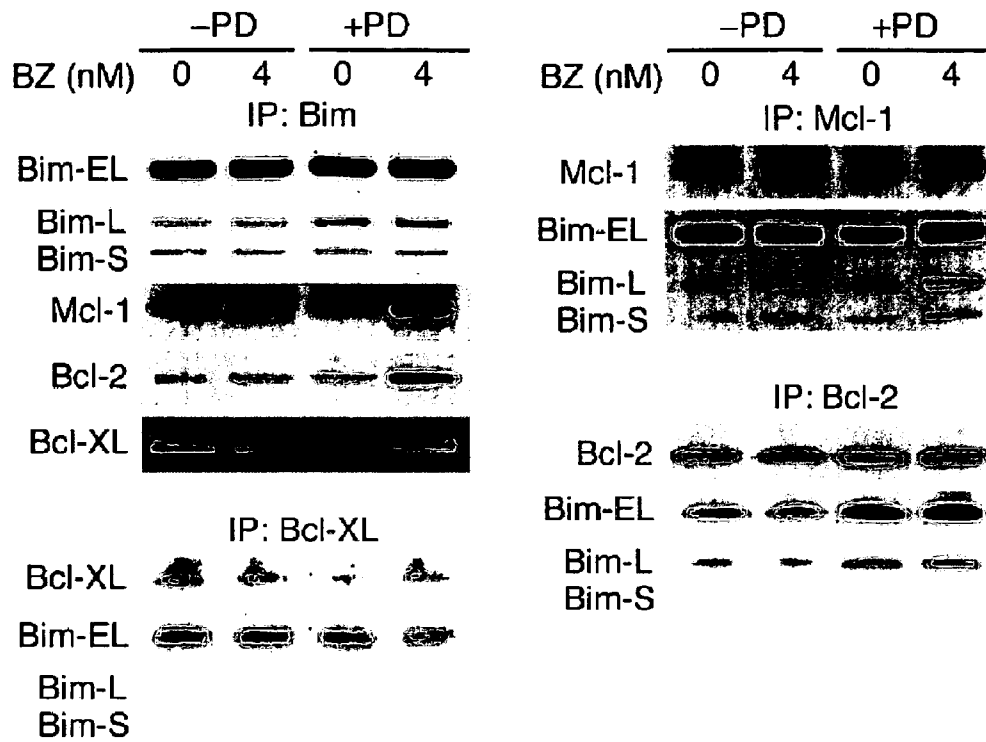 –PD +PD
BZ (nM) 0 4 0 4
IP: Bim
Bim-EL
Bim-L
Bim-S
Mcl-1
Bcl-2
Bcl-XL
IP: Bcl-XL
Bcl-XL
Bim-EL
Bim-L
Bim-S
–PD +PD
BZ (nM) 0 4 0 4
IP: Mcl-1
Mcl-1
Bim-EL
Bim-L
Bim-S
IP: Bcl-2
Bcl-2
Bim-EL
Bim-L
Bim-S